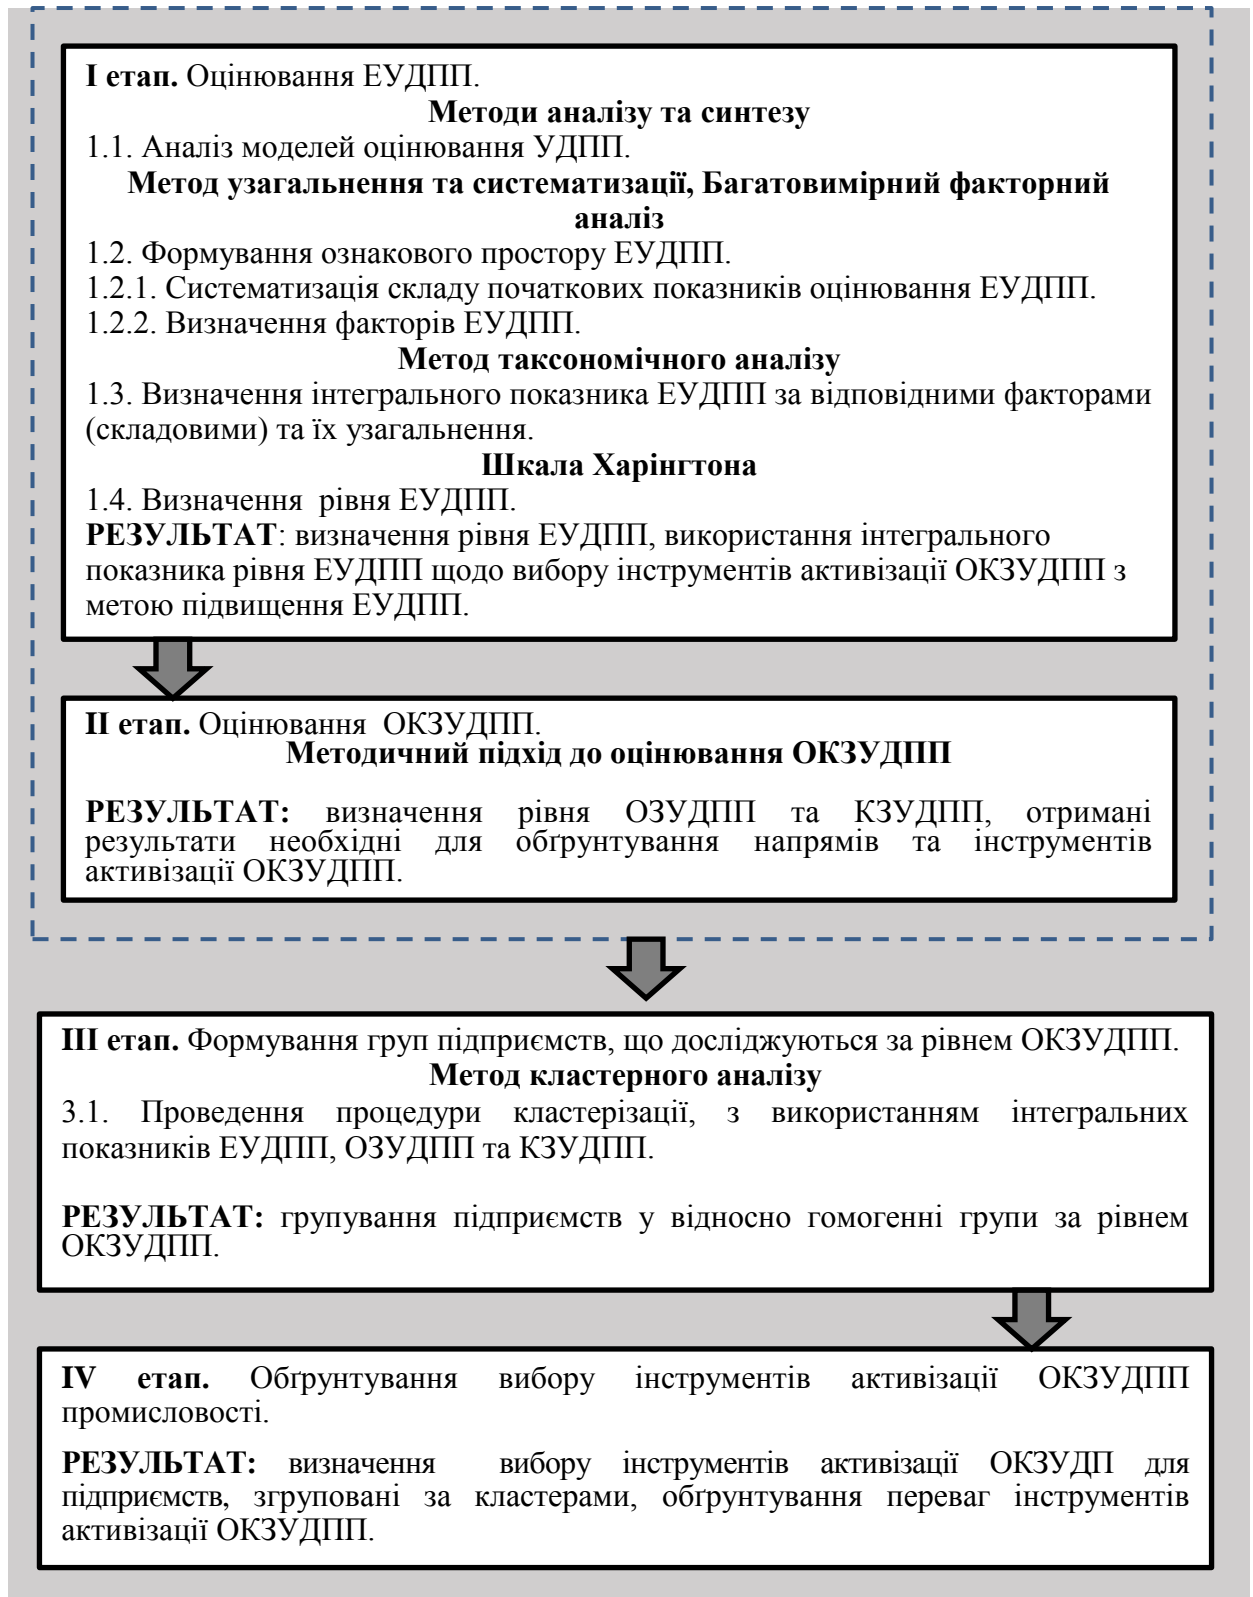 І етап. Оцінювання ЕУДПП.
Методи аналізу та синтезу
1.1. Аналіз моделей оцінювання УДПП.
Метод узагальнення та систематизації, Багатовимірний факторний
аналіз
1.2. Формування ознакового простору ЕУДПП.
1.2.1. Систематизація складу початкових показників оцінювання ЕУДПП.
1.2.2. Визначення факторів ЕУДПП.
Метод таксономічного аналізу
1.3. Визначення інтегрального показника ЕУДПП за відповідними факторами
(складовими) та їх узагальнення.
Шкала Харінгтона
1.4. Визначення рівня ЕУДПП.
РЕЗУЛЬТАТ: визначення рівня ЕУДПП, використання інтегрального
показника рівня ЕУДПП щодо вибору інструментів активізації ОКЗУДПП з
метою підвищення ЕУДПП.
ІІ етап. Оцінювання ОКЗУДПП.
Методичний підхід до оцінювання ОКЗУДПП
РЕЗУЛЬТАТ: визначення рівня ОЗУДПП та КЗУДПП, отримані
результати необхідні для обґрунтування напрямів та інструментів
активізації ОКЗУДПП.
ІІІ етап. Формування груп підприємств, що досліджуються за рівнем ОКЗУДПП.
Метод кластерного аналізу
3.1. Проведення процедури кластерізації, з використанням інтегральних
показників ЕУДПП, ОЗУДПП та КЗУДПП.
РЕЗУЛЬТАТ: групування підприємств у відносно гомогенні групи за рівнем
ОКЗУДПП.
IV етап. Обґрунтування вибору інструментів активізації ОКЗУДПП
промисловості.
РЕЗУЛЬТАТ: визначення вибору інструментів активізації ОКЗУДП для
підприємств, згруповані за кластерами, обґрунтування переваг інструментів
активізації ОКЗУДПП.